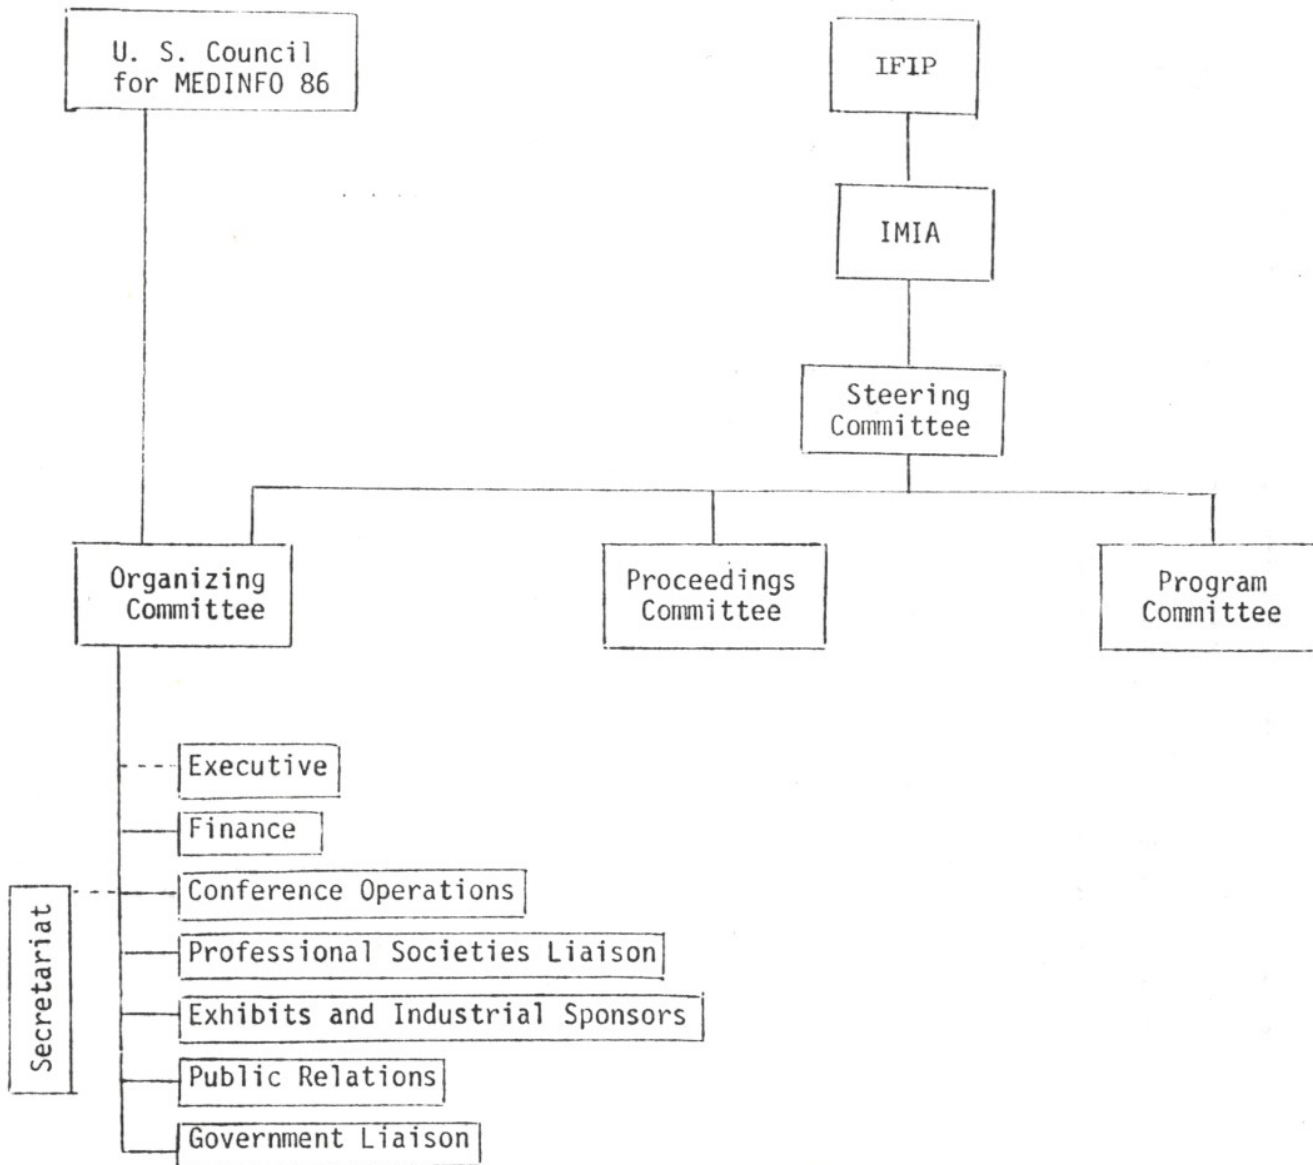 U. S. Council
for MEDINFO 86
IFIP
IMIA
Steering
Committee
Organizing
Committee
Proceedings
Committee
Program
Committee
Executive
Finance
Conference Operations
Professional Societies Liaison
Exhibits and Industrial Sponsors
Public Relations
Government Liaison
Secretariat